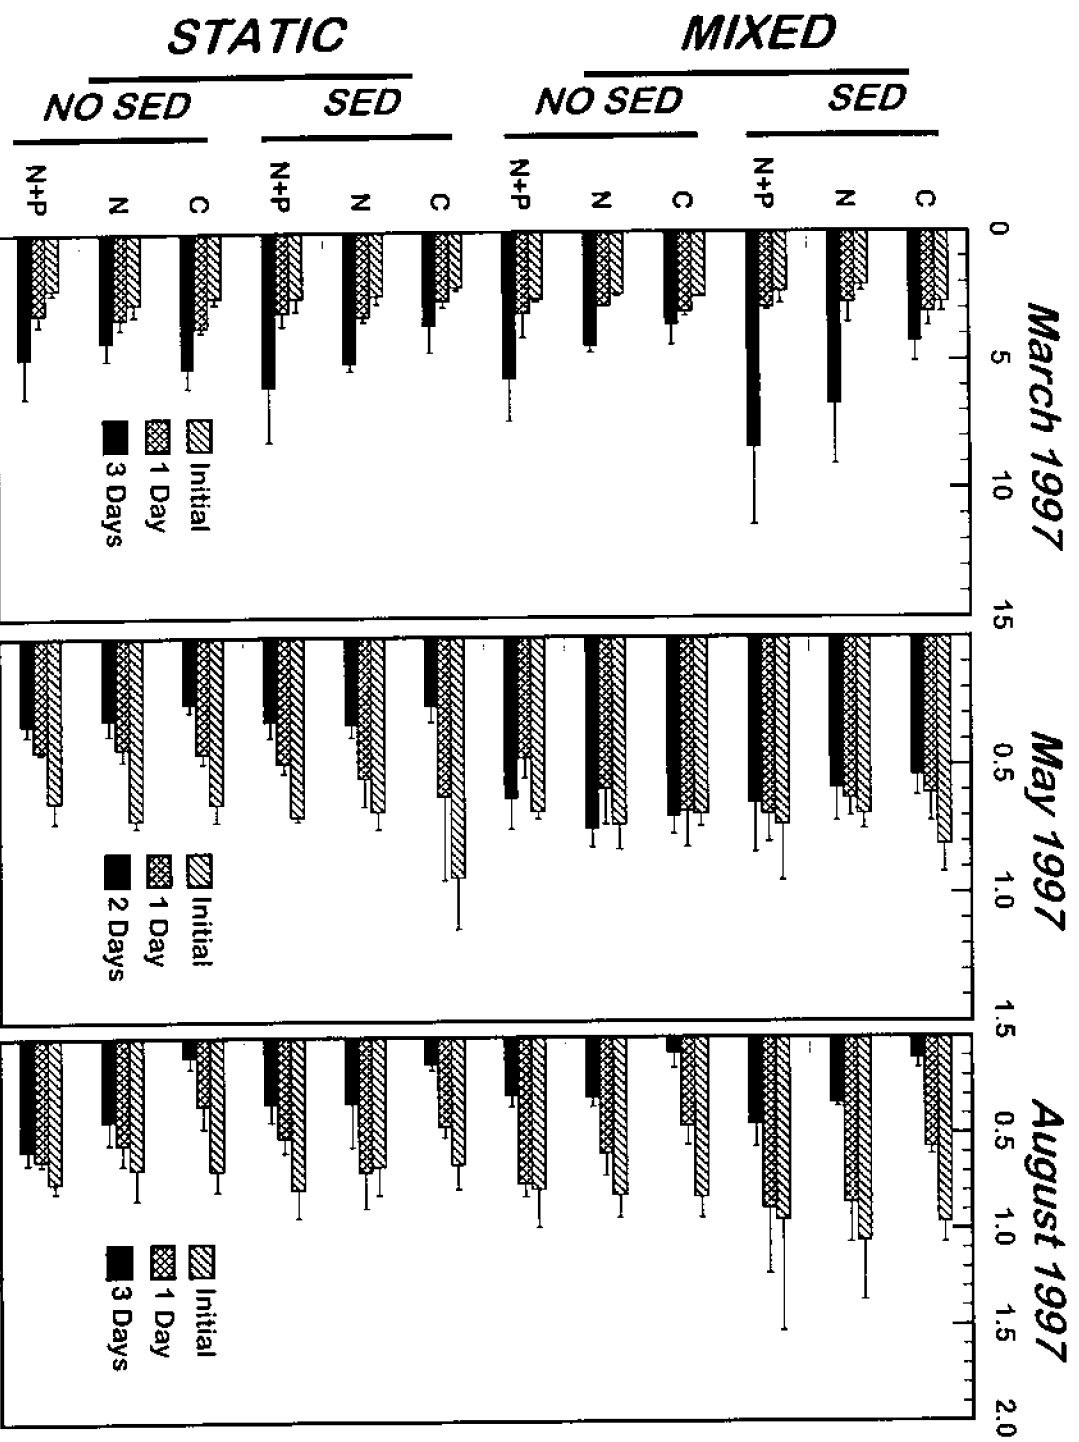 STATIC
MIXED
NO SED
SED
NO SED
SED
N+P
N
C
N+P
N
C
N+P
N
C
N+P
N
C
March 1997
0
5
10
15
Initial
1 Day
3 Days
May 1997
0.5
1.0
1.5
Initial
1 Day
2 Days
August 1997
0.5
1.0
1.5
2.0
Initial
1 Day
3 Days